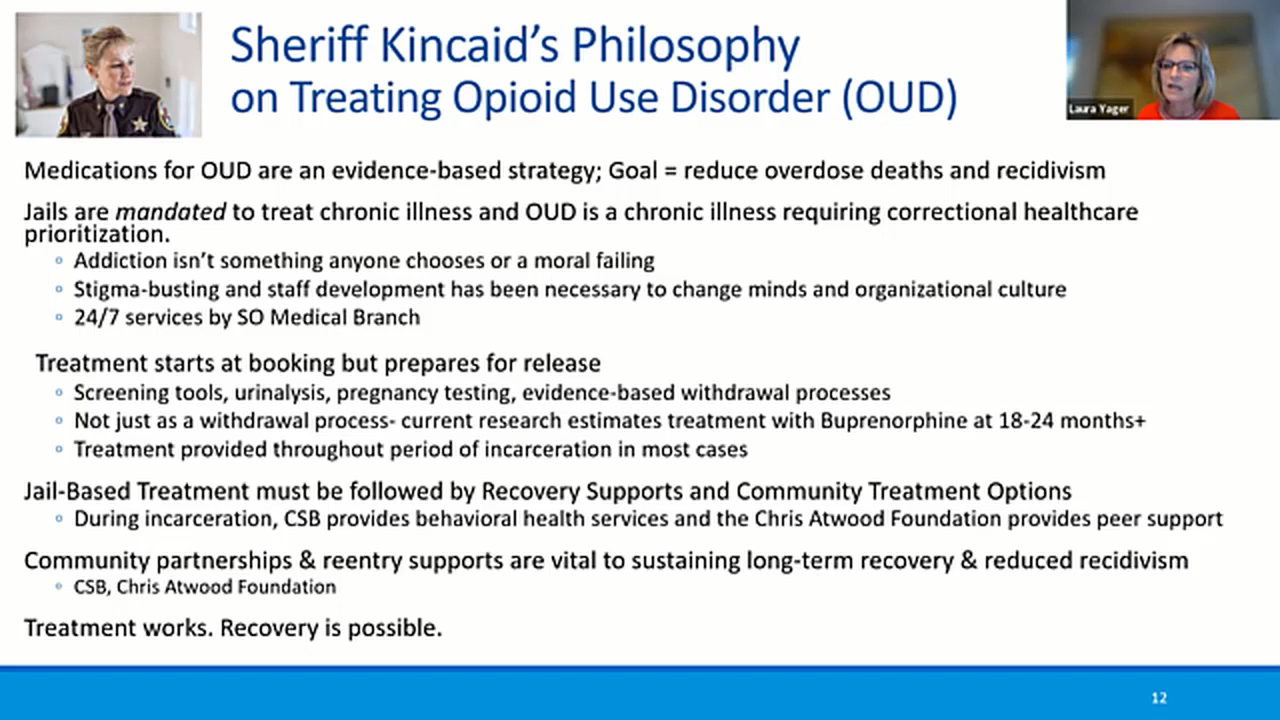 Sheriff Kincaid's Philosophy
on Treating Opioid Use Disorder (OUD)
Laura Yager
Medications for OUD are an evidence-based strategy; Goal = reduce overdose deaths and recidivism
Jails are mandated to treat chronic illness and OUD is a chronic illness requiring correctional healthcare
prioritization.
◦ Addiction isn't something anyone chooses or a moral failing
◦ Stigma-busting and staff development has been necessary to change minds and organizational culture
◦ 24/7 services by SO Medical Branch
Treatment starts at booking but prepares for release
◦ Screening tools, urinalysis, pregnancy testing, evidence-based withdrawal processes
◦ Not just as a withdrawal process- current research estimates treatment with Buprenorphine at 18-24 months+
◦ Treatment provided throughout period of incarceration in most cases
Jail-Based Treatment must be followed by Recovery Supports and Community Treatment Options
◦ During incarceration, CSB provides behavioral health services and the Chris Atwood Foundation provides peer support
Community partnerships & reentry supports are vital to sustaining long-term recovery & reduced recidivism
◦ CSB, Chris Atwood Foundation
Treatment works. Recovery is possible.
12